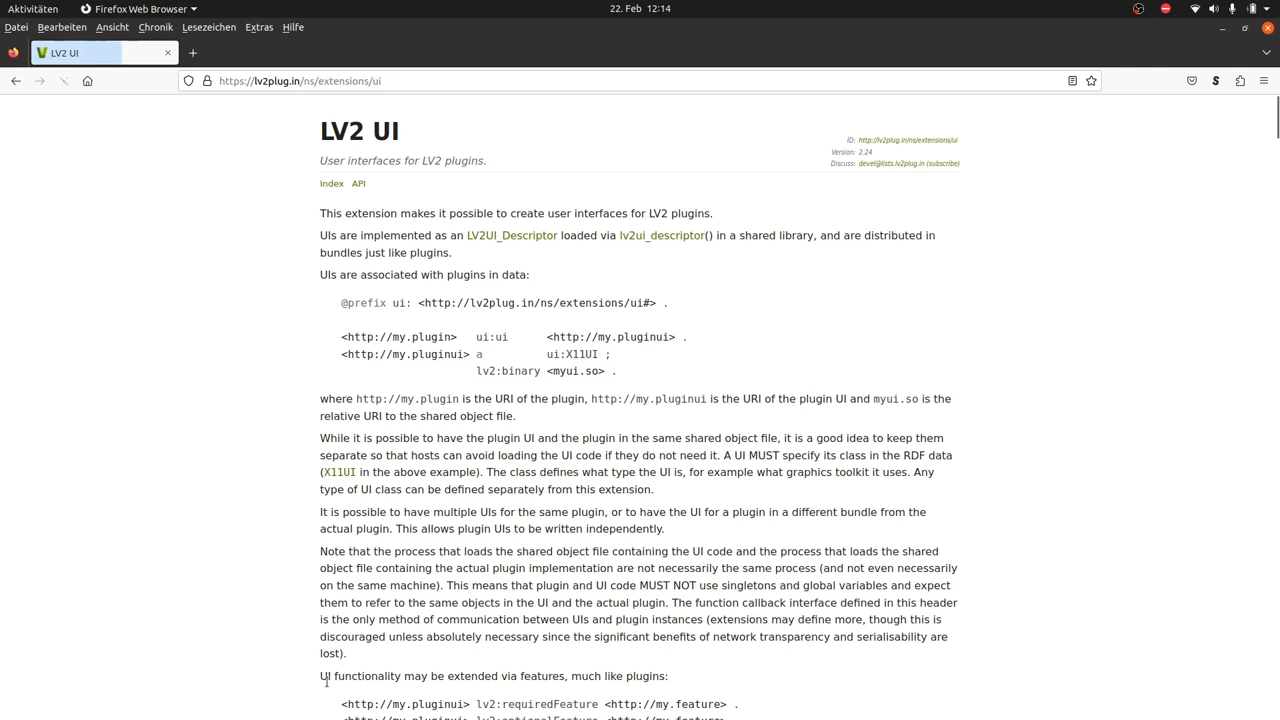 Aktivitäten Firefox Web Browser 22. Feb 12:14
Datei Bearbeiten Ansicht Chronik Lesezeichen Extras Hilfe
LV2 UI
https://lv2plug.in/ns/extensions/ui
LV2 UI
ID: http://lv2plug.in/ns/extensions/ui
User interfaces for LV2 plugins.
Version: 2.24
Discuss: devel@lists.lv2plug.in (subscribe)
Index API
This extension makes it possible to create user interfaces for LV2 plugins.
UIs are implemented as an LV2UI_Descriptor loaded via lv2ui_descriptor() in a shared library, and are distributed in
bundles just like plugins.
UIs are associated with plugins in data:
@prefix ui: <http://lv2plug.in/ns/extensions/ui#> .
<http://my.plugin> ui:ui <http://my.pluginui> .
<http://my.pluginui> a ui:X11UI ;
lv2:binary <myui.so> .
where http://my.plugin is the URI of the plugin, http://my.pluginui is the URI of the plugin UI and myui.so is the
relative URI to the shared object file.
While it is possible to have the plugin UI and the plugin in the same shared object file, it is a good idea to keep them
separate so that hosts can avoid loading the UI code if they do not need it. A UI MUST specify its class in the RDF data
(X11UI in the above example). The class defines what type the UI is, for example what graphics toolkit it uses. Any
type of UI class can be defined separately from this extension.
It is possible to have multiple UIs for the same plugin, or to have the UI for a plugin in a different bundle from the
actual plugin. This allows plugin UIs to be written independently.
Note that the process that loads the shared object file containing the UI code and the process that loads the shared
object file containing the actual plugin implementation are not necessarily the same process (and not even necessarily
on the same machine). This means that plugin and UI code MUST NOT use singletons and global variables and expect
them to refer to the same objects in the UI and the actual plugin. The function callback interface defined in this header
is the only method of communication between UIs and plugin instances (extensions may define more, though this is
discouraged unless absolutely necessary since the significant benefits of network transparency and serialisability are
lost).
UI functionality may be extended via features, much like plugins:
<http://my.pluginui> lv2:requiredFeature <http://my.feature> .
<http://my.pluginui> lv2:optionalFeature <http://my.feature>